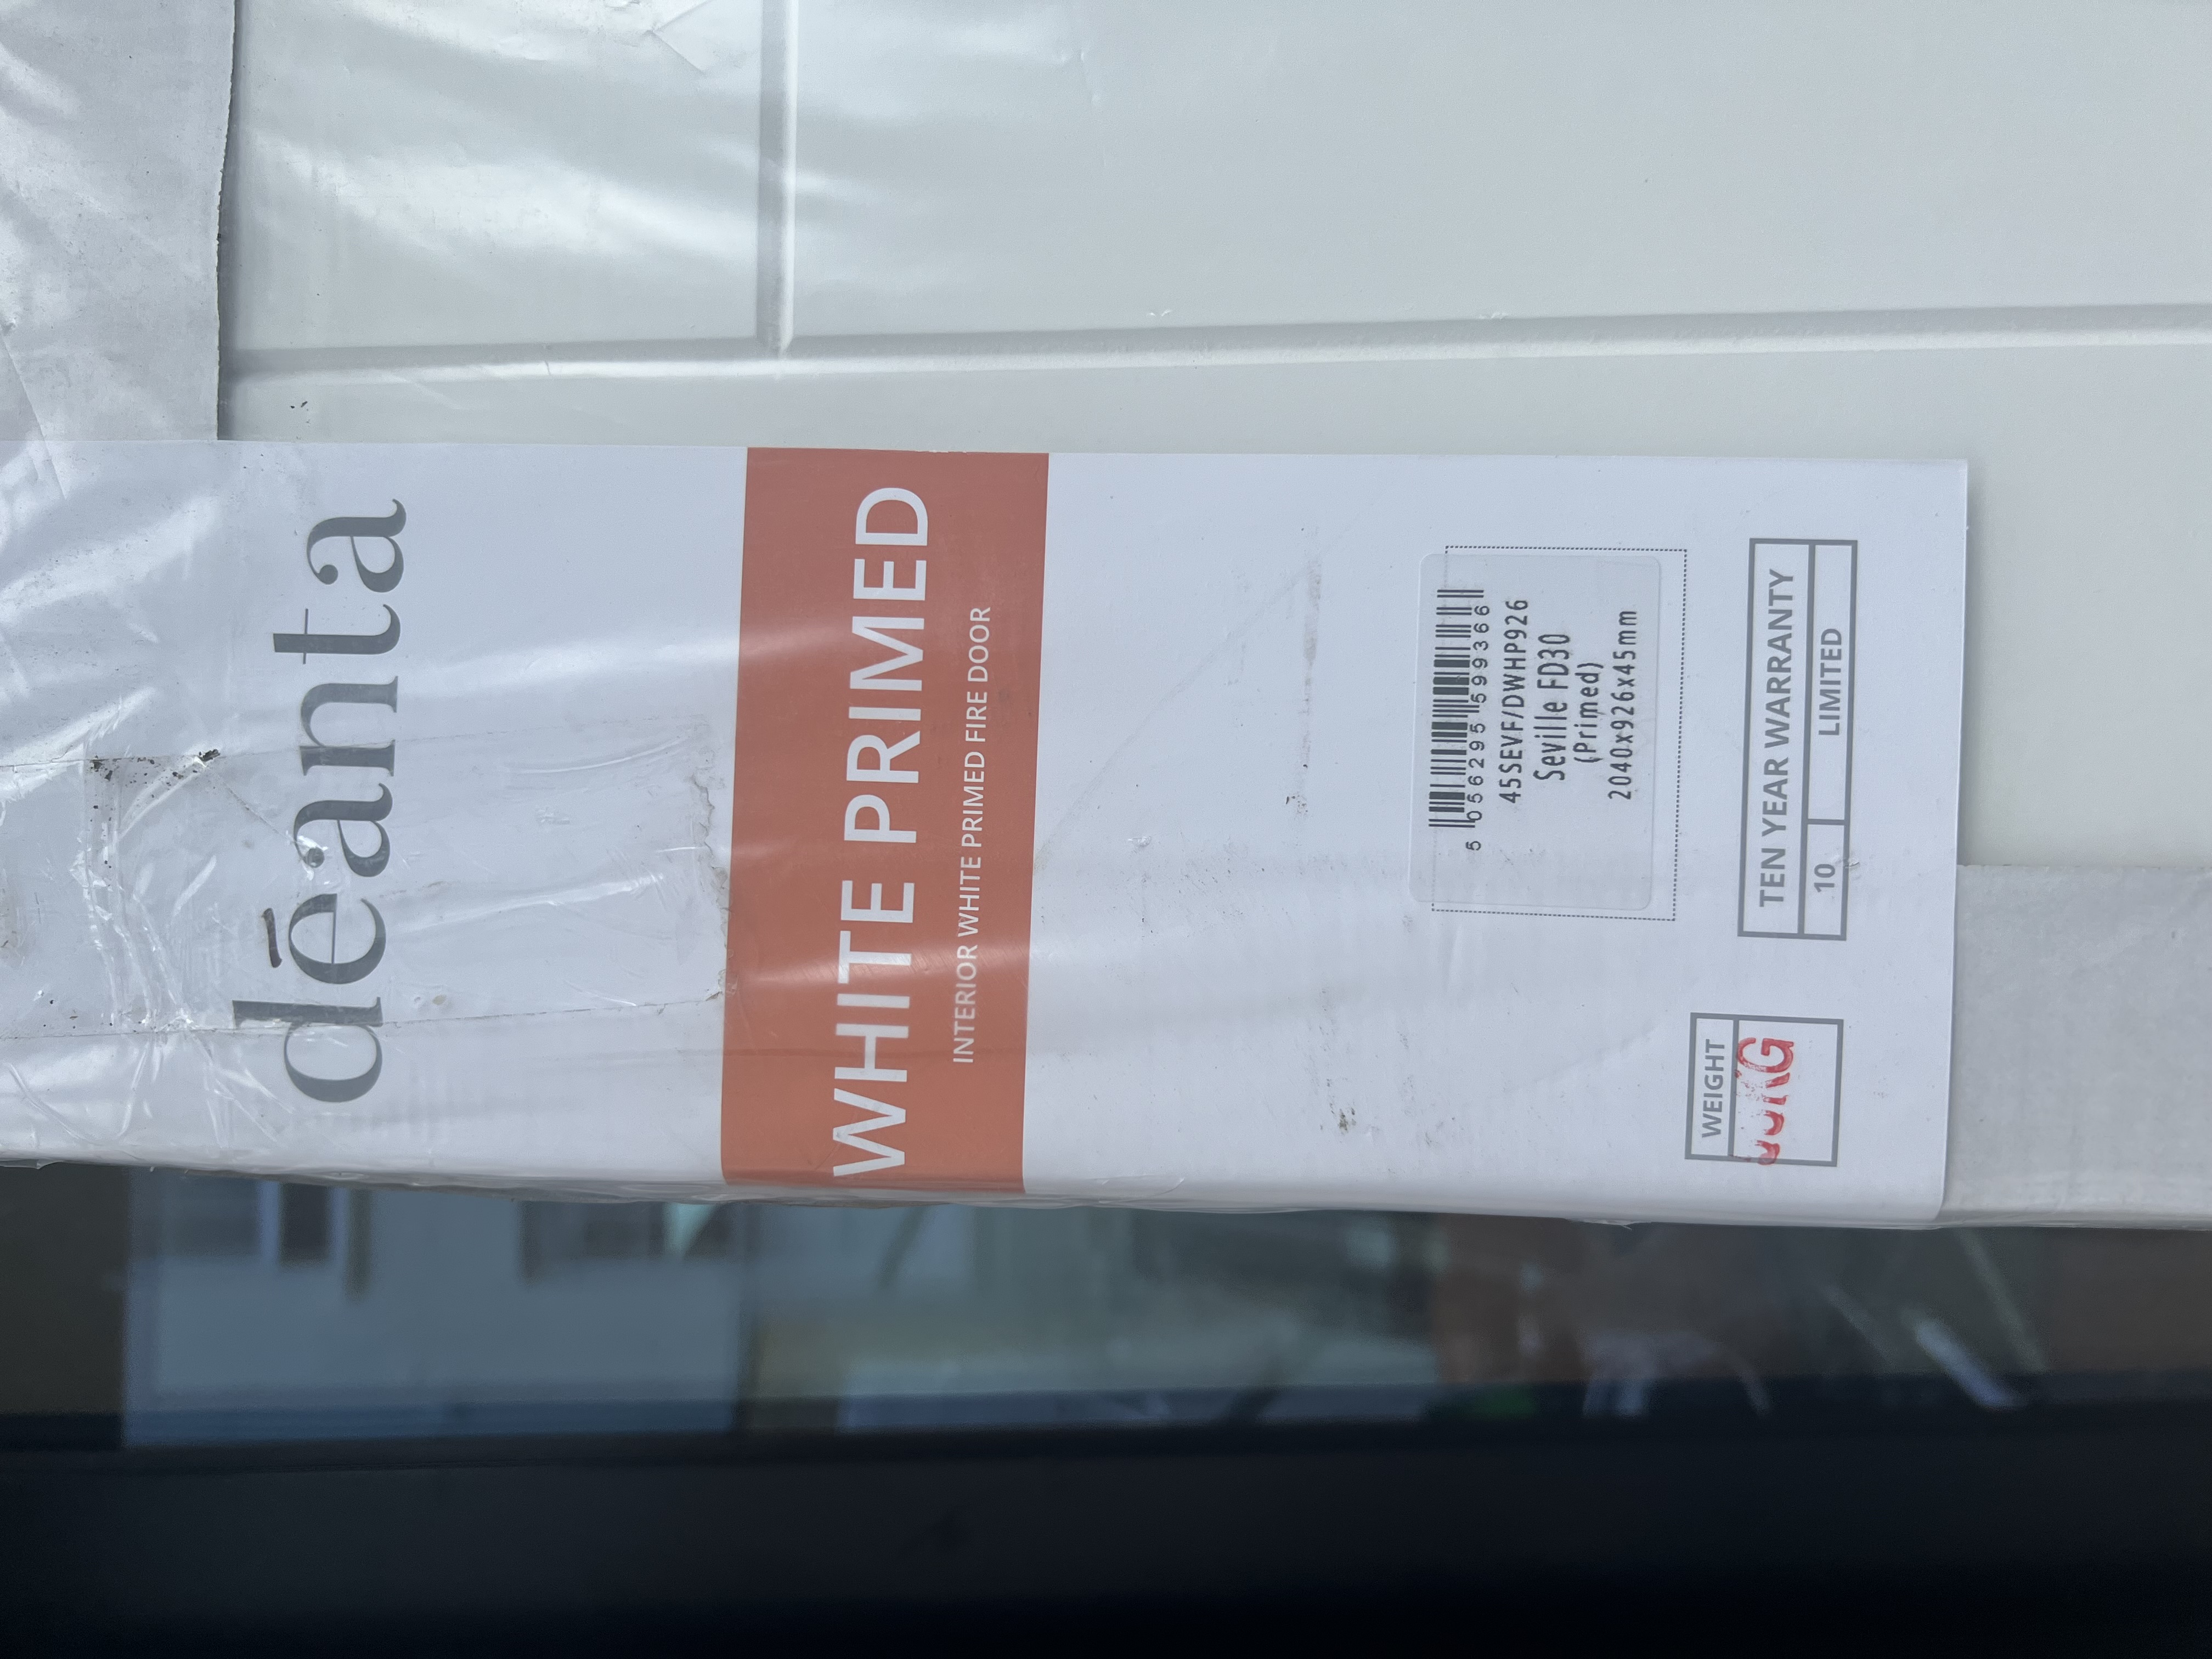 dēanta
WHITE PRIMED
INTERIOR WHITE PRIMED FIRE DOOR
5 056295 599366
45SEVF/DWHP926
Seville FD30
(Primed)
2040x926x45mm
WEIGHT
TEN YEAR WARRANTY
10 LIMITED